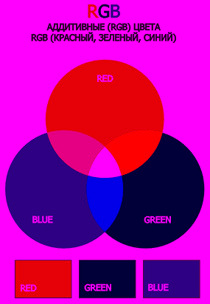 RGB
АДДИТИВНЫЕ (RGB) ЦВЕТА
RGB (КРАСНЫЙ, ЗЕЛЕНЫЙ, СИНИЙ)
RED
BLUE
GREEN
RED
GREEN
BLUE